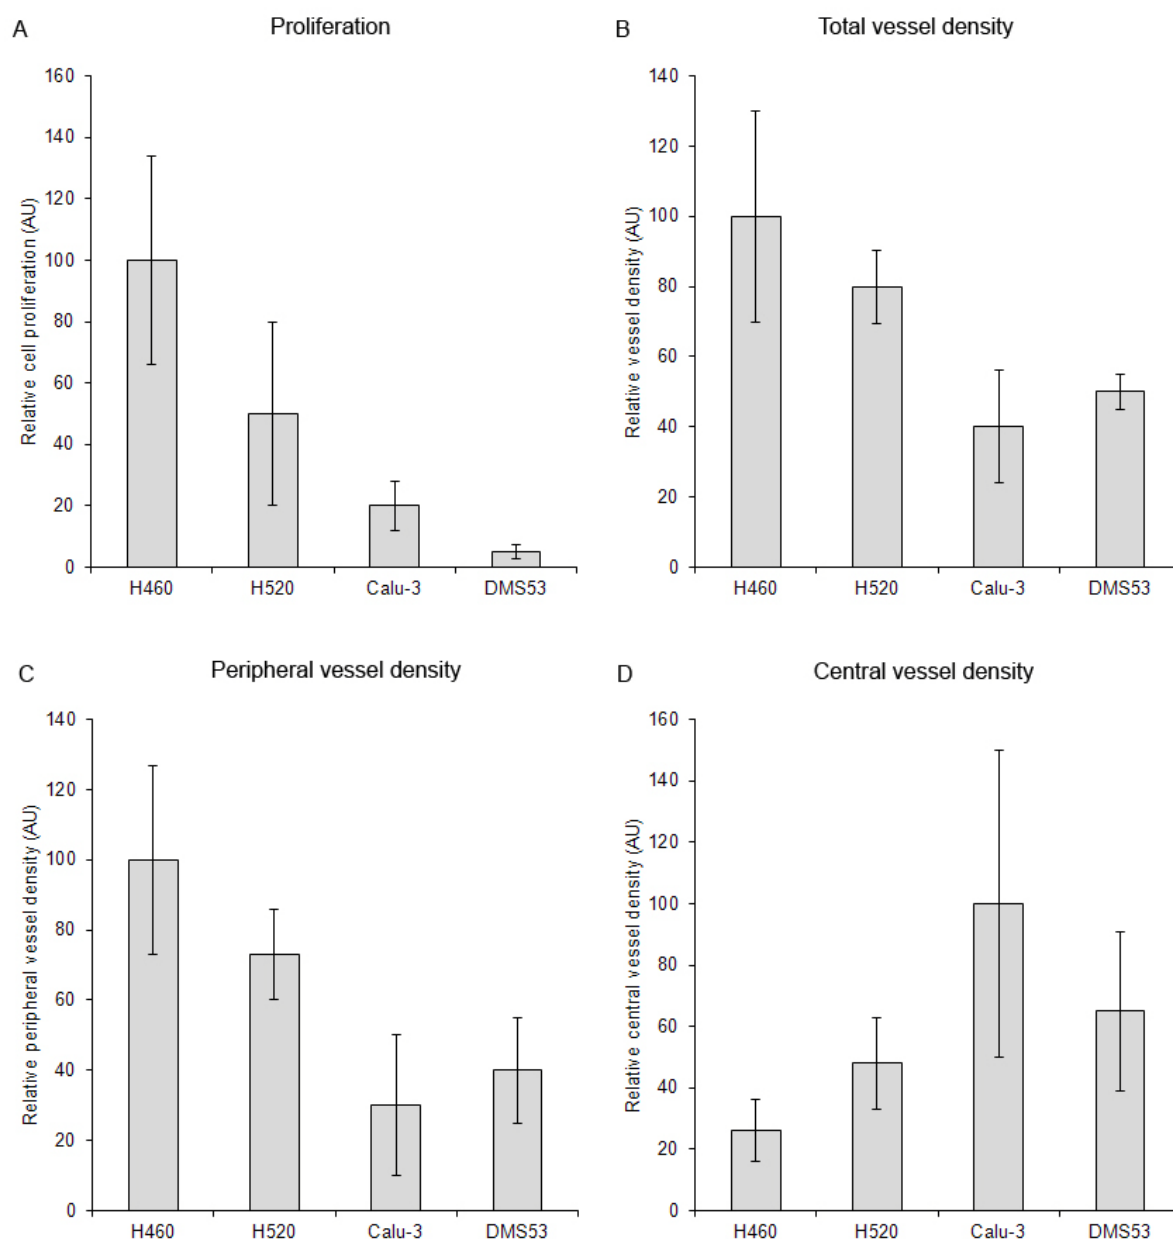 A
Proliferation
Relative cell proliferation (AU)
160
140
120
100
80
60
40
20
0
H460 H520 Calu-3 DMS53
B
Total vessel density
Relative vessel density (AU)
140
120
100
80
60
40
20
0
H460 H520 Calu-3 DMS53
C
Peripheral vessel density
Relative peripheral vessel density (AU)
140
120
100
80
60
40
20
0
H460 H520 Calu-3 DMS53
D
Central vessel density
Relative central vessel density (AU)
160
140
120
100
80
60
40
20
0
H460 H520 Calu-3 DMS53